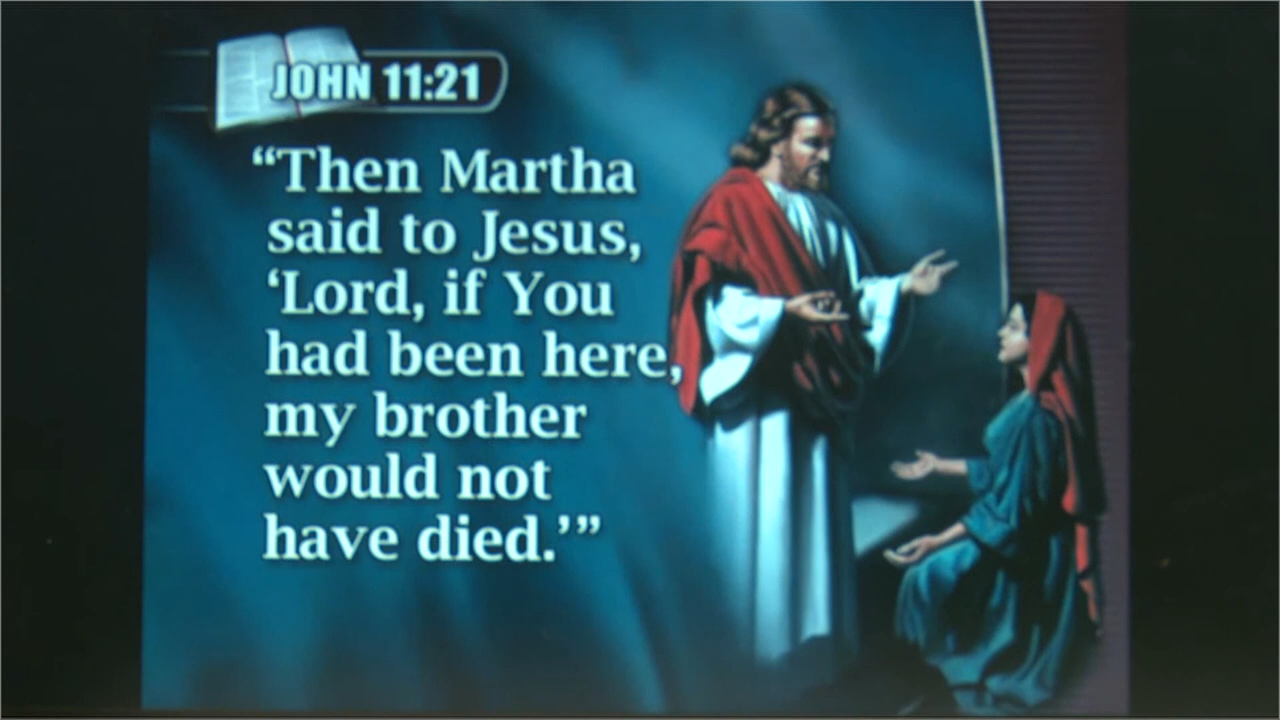 JOHN 11:21
“Then Martha
said to Jesus,
‘Lord, if You
had been here,
my brother
would not
have died.’”